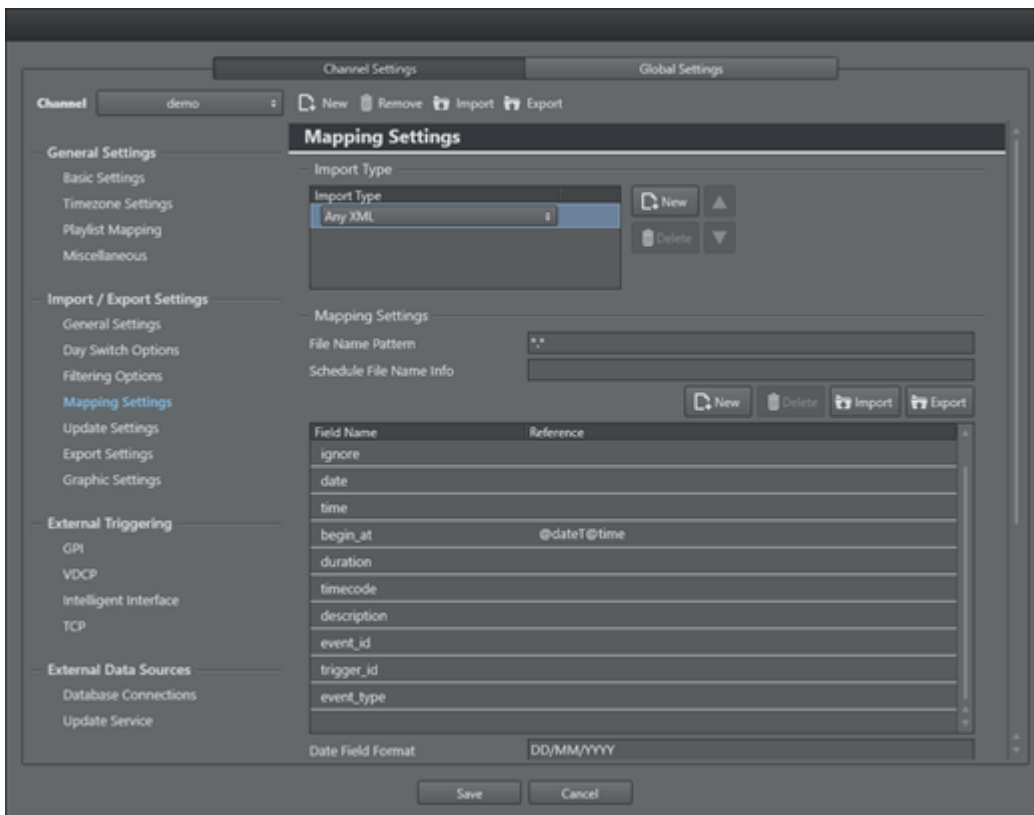 Channel Settings
Global Settings
Channel
demo
New
Remove
Import
Export
General Settings
Basic Settings
Timezone Settings
Playlist Mapping
Miscellaneous
Import / Export Settings
General Settings
Day Switch Options
Filtering Options
Mapping Settings
Update Settings
Export Settings
Graphic Settings
External Triggering
GPI
VDCP
Intelligent Interface
TCP
External Data Sources
Database Connections
Update Service
Mapping Settings
Import Type
Import Type
Any XML
New
Delete
Mapping Settings
File Name Pattern
*.*
Schedule File Name Info
New
Delete
Import
Export
Field Name
Reference
ignore
date
time
begin_at
@dateT@time
duration
timecode
description
event_id
trigger_id
event_type
Date Field Format
DD/MM/YYYY
Save
Cancel